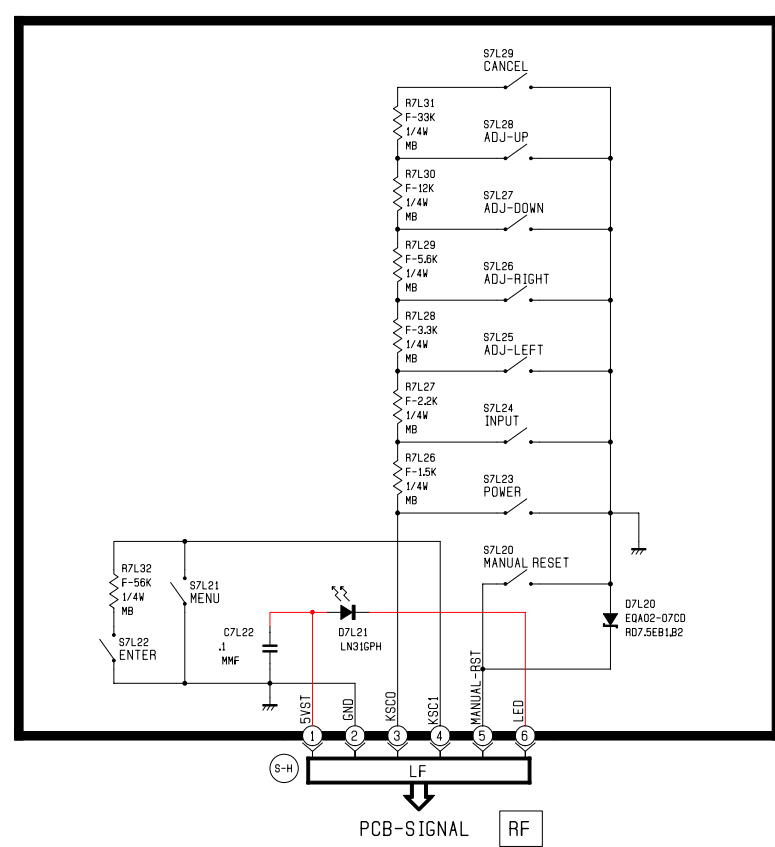 S7L29
CANCEL
R7L31
F-33K
1/4W
MB
S7L28
ADJ-UP
R7L30
F-12K
1/4W
MB
S7L27
ADJ-DOWN
R7L29
F-5.6K
1/4W
MB
S7L26
ADJ-RIGHT
R7L28
F-3.3K
1/4W
MB
S7L25
ADJ-LEFT
R7L27
F-2.2K
1/4W
MB
S7L24
INPUT
R7L26
F-1.5K
1/4W
MB
S7L23
POWER
S7L20
MANUAL RESET
R7L32
F-56K
1/4W
MB
S7L21
MENU
S7L22
ENTER
C7L22
.1
MMF
D7L21
LN31GPH
D7L20
EQA02-07CD
RD7.5EB1,B2
5VST
GND
KSC0
KSC1
MANUAL-RST
LED
1
2
3
4
5
6
S-H
LF
PCB-SIGNAL
RF